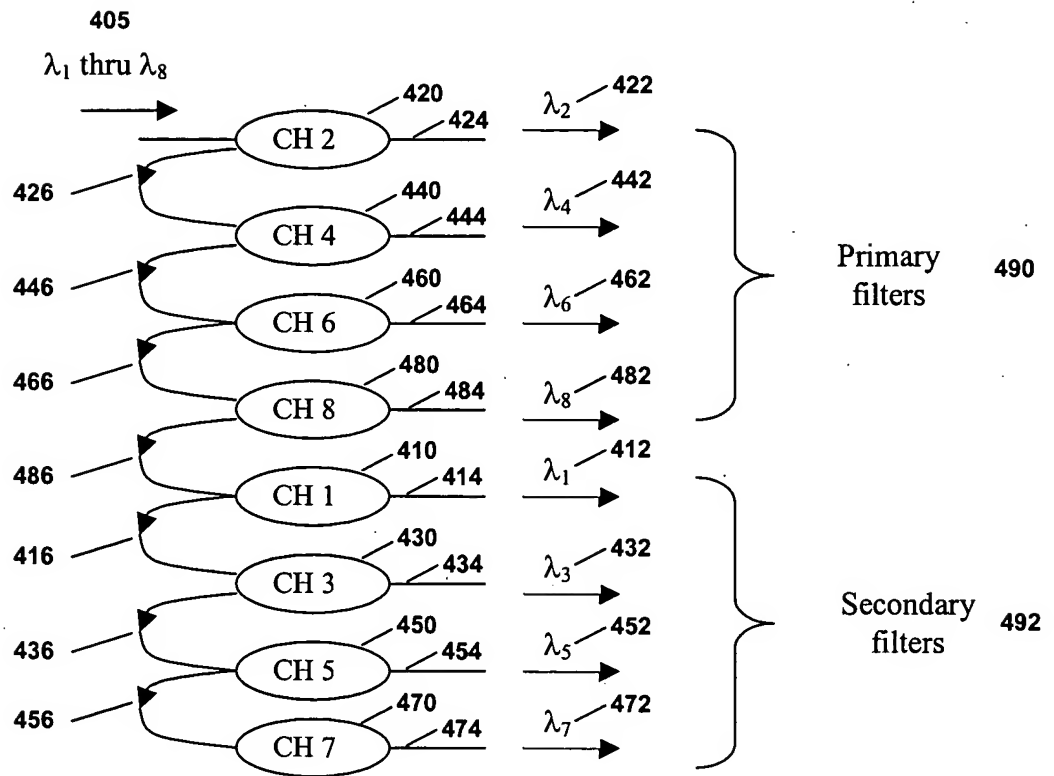 405
λ1 thru λ8
420
422
CH 2
424
λ2
426
440
442
CH 4
444
λ4
446
460
462
CH 6
464
λ6
Primary
filters
490
466
480
482
CH 8
484
λ8
486
410
412
CH 1
414
λ1
416
430
432
CH 3
434
λ3
436
450
452
CH 5
454
λ5
Secondary
filters
492
456
470
472
CH 7
474
λ7